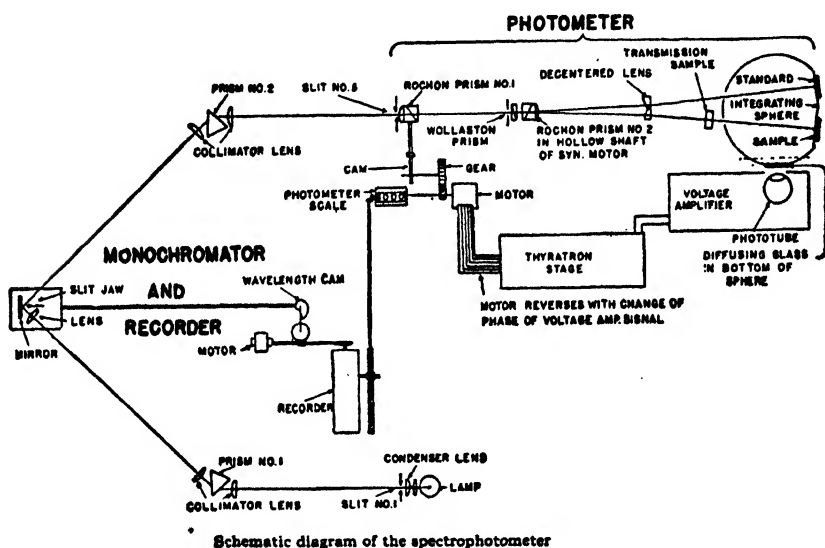 PHOTOMETER
PRISM NO.2
SLIT NO.3
ROCHON PRISM NO.1
DECENTERED LENS
TRANSMISSION
SAMPLE
STANDARD
INTEGRATING
SPHERE
SAMPLE
COLLIMATOR LENS
WOLLASTON
PRISM
ROCHON PRISM NO 2
IN HOLLOW SHAFT
OF SYN. MOTOR
CAM
GEAR
PHOTOMETER
SCALE
MOTOR
VOLTAGE
AMPLIFIER
PHOTOTUBE
DIFFUSING GLASS
IN BOTTOM OF
SPHERE
THYRATRON
STAGE
MOTOR REVERSES WITH CHANGE OF
PHASE OF VOLTAGE AMP. SIGNAL
MONOCHROMATOR
AND
RECORDER
SLIT JAW
LENS
MIRROR
WAVELENGTH CAM
MOTOR
RECORDER
PRISM NO.1
COLLIMATOR LENS
CONDENSER LENS
SLIT NO.1
LAMP
Schematic diagram of the spectrophotometer